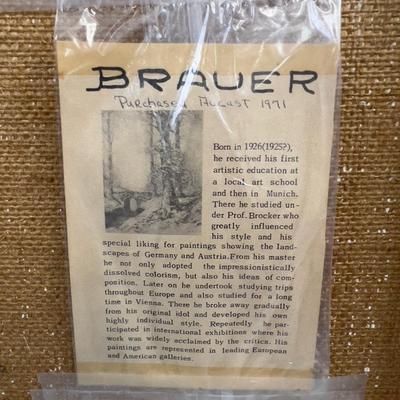 BRAUER
Purchased August 1971
Born in 1926(1925?),
he received his first
artistic education at
a local art school
and then in Munich.
There he studied un-
der Prof. Brocker who
greatly influenced
his style and his
special liking for paintings showing the land-
scapes of Germany and Austria.From his master
he not only adopted the impressionistically
dissolved colorism, but also his ideas of com-
position. Later on he undertook studying trips
throughout Europe and also studied for a long
time in Vienna. There he broke away gradually
from his original idol and developed his own
highly individual style. Repeatedly he par-
ticipated in international exhibitions where his
work was widely acclaimed by the critics. His
paintings are represented in leading European
and American galleries.